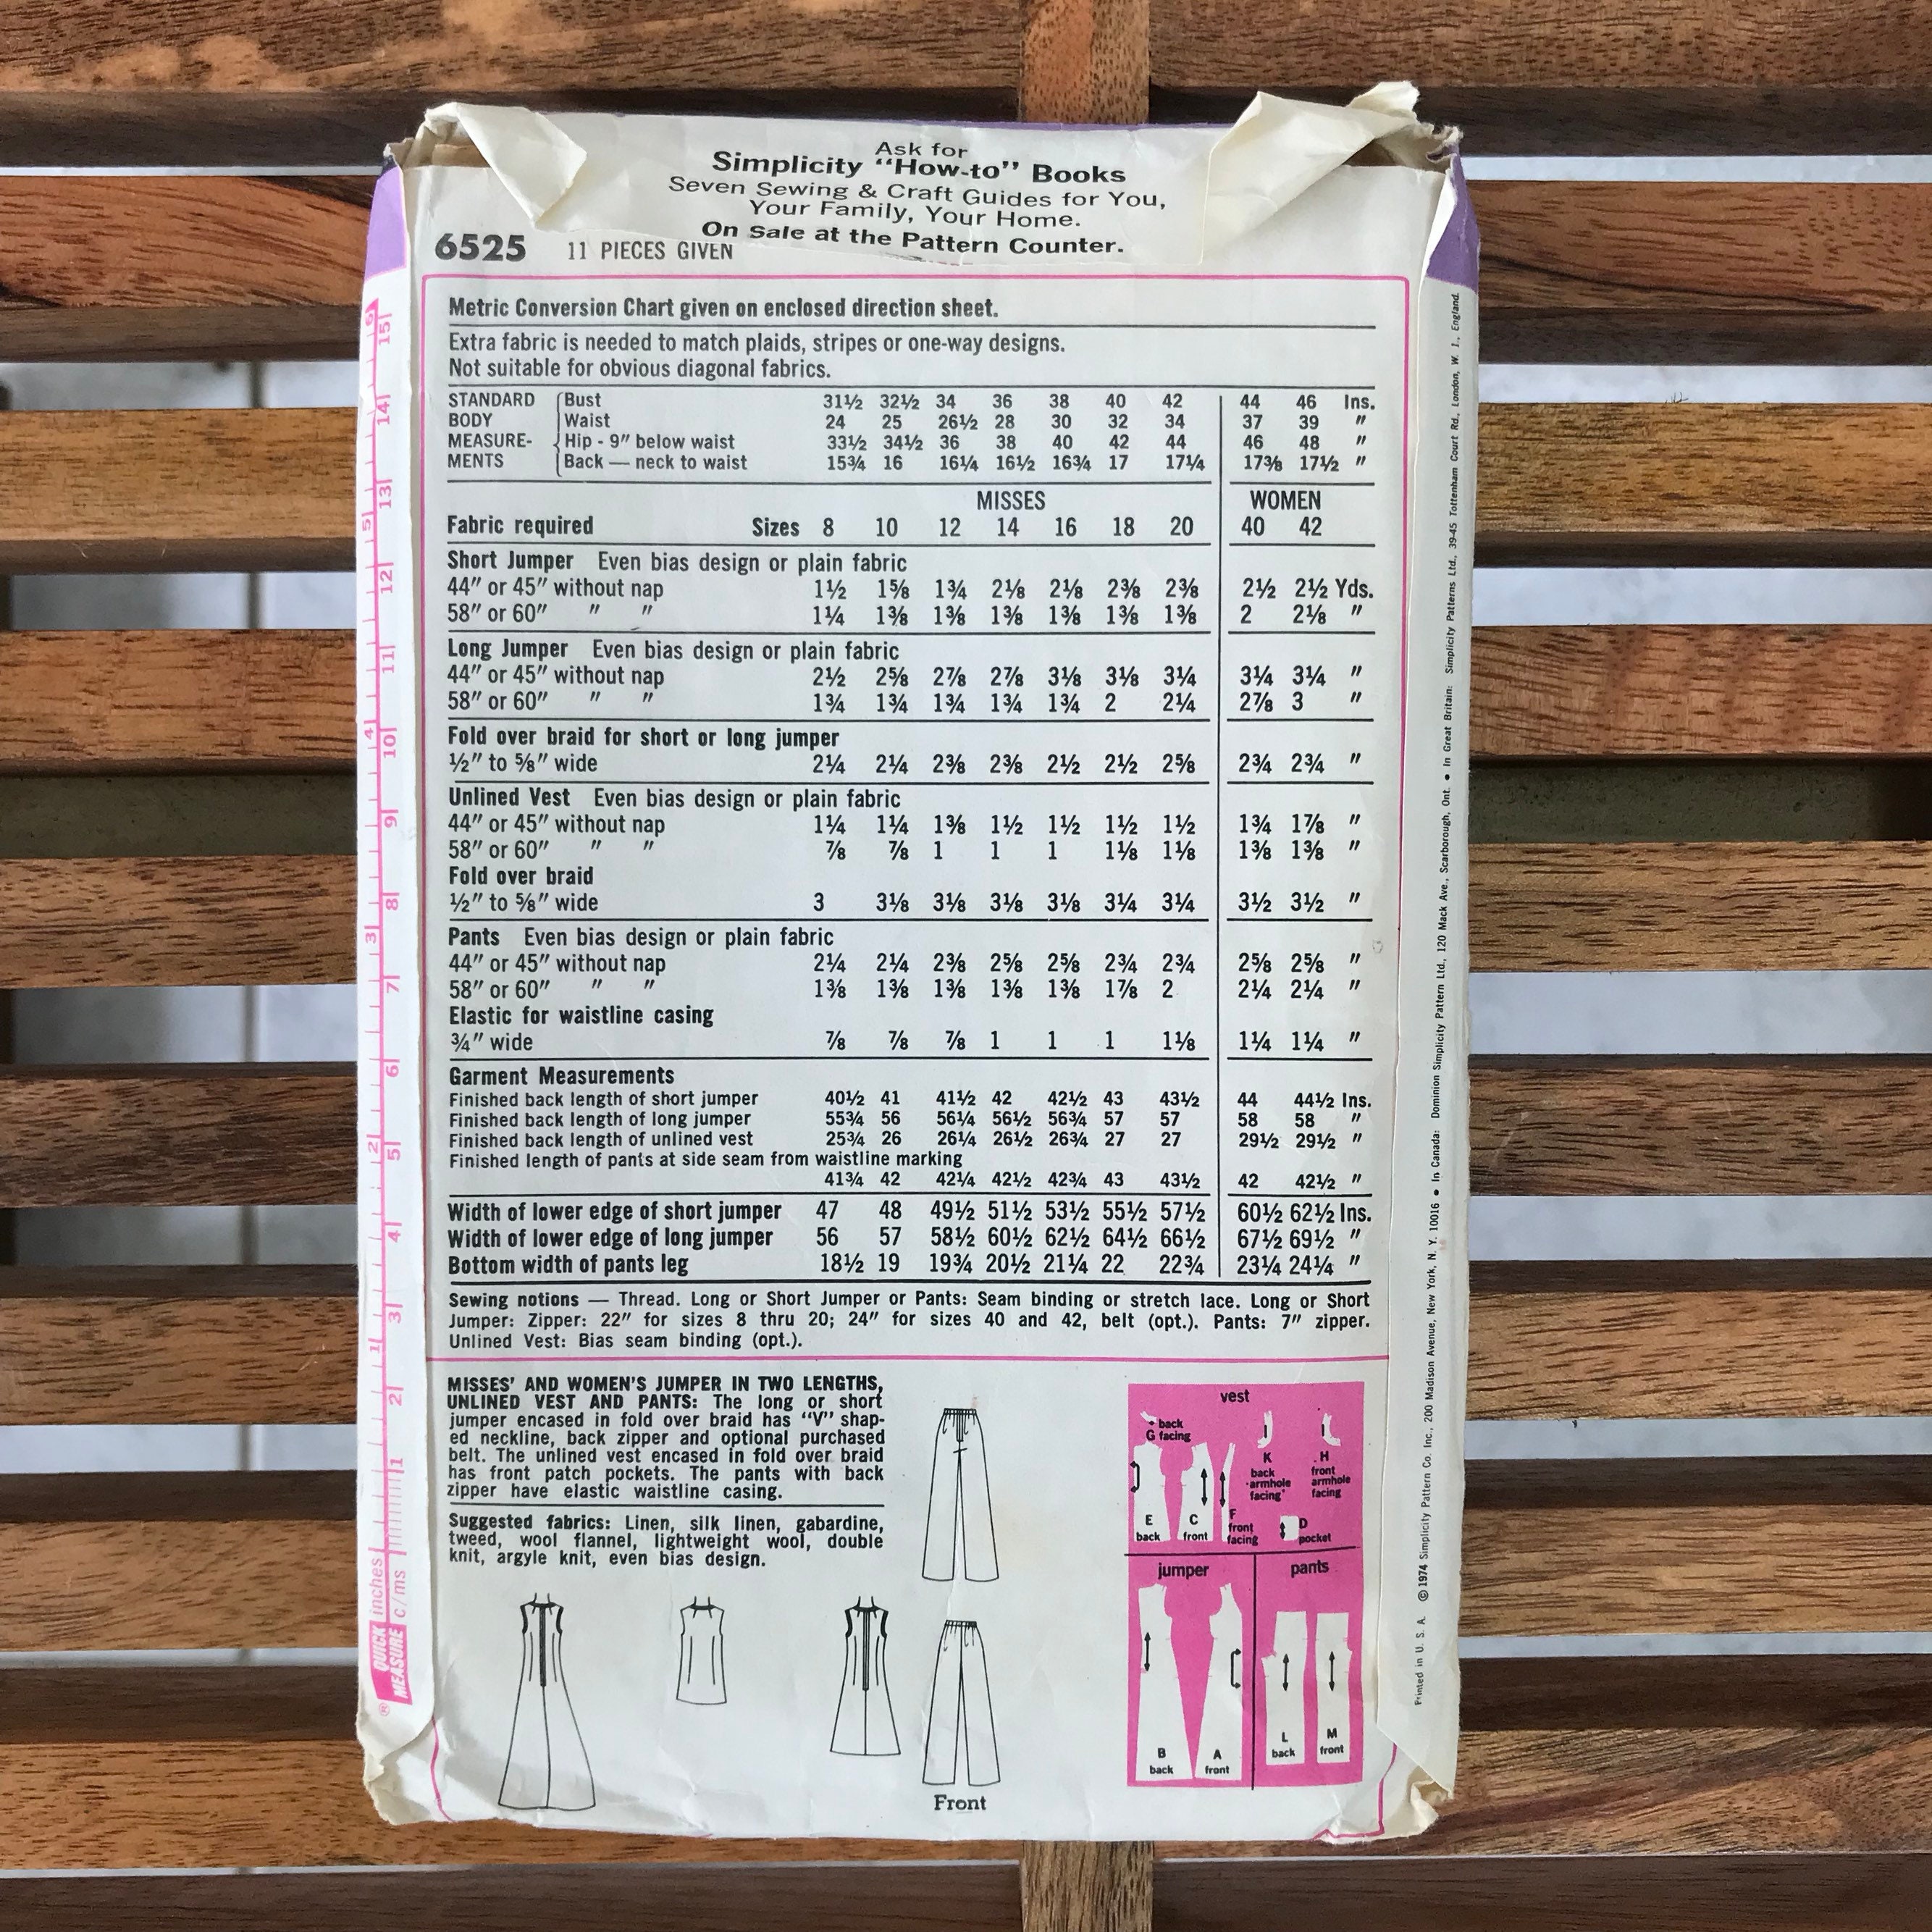 Ask for
Simplicity “How-to” Books
Seven Sewing & Craft Guides for You,
Your Family, Your Home.
On Sale at the Pattern Counter.
6525 11 PIECES GIVEN
Metric Conversion Chart given on enclosed direction sheet.
Extra fabric is needed to match plaids, stripes or one-way designs.
Not suitable for obvious diagonal fabrics.
STANDARD Bust 31½ 32½ 34 36 38 40 42 44 46 Ins.
BODY Waist 24 25 26½ 28 30 32 34 37 39 ″
MEASURE- Hip - 9″ below waist 33½ 34½ 36 38 40 42 44 46 48 ″
MENTS Back — neck to waist 15¾ 16 16¼ 16½ 16¾ 17 17¼ 17⅜ 17½ ″
MISSES WOMEN
Fabric required Sizes 8 10 12 14 16 18 20 40 42
Short Jumper Even bias design or plain fabric
44″ or 45″ without nap 1½ 1⅝ 1¾ 2⅛ 2⅛ 2⅜ 2⅜ 2½ 2½ Yds.
58″ or 60″ ″ ″ 1¼ 1⅜ 1⅜ 1⅜ 1⅜ 1⅜ 1⅜ 2 2⅛ ″
Long Jumper Even bias design or plain fabric
44″ or 45″ without nap 2½ 2⅝ 2⅞ 2⅞ 3⅛ 3⅛ 3¼ 3¼ 3¼ ″
58″ or 60″ ″ ″ 1¾ 1¾ 1¾ 1¾ 1¾ 2 2¼ 2⅞ 3 ″
Fold over braid for short or long jumper
½″ to ⅝″ wide 2¼ 2¼ 2⅜ 2⅜ 2½ 2½ 2⅝ 2¾ 2¾ ″
Unlined Vest Even bias design or plain fabric
44″ or 45″ without nap 1¼ 1¼ 1⅜ 1½ 1½ 1½ 1½ 1¾ 1⅞ ″
58″ or 60″ ″ ″ ⅞ ⅞ 1 1 1 1⅛ 1⅛ 1⅜ 1⅜ ″
Fold over braid
½″ to ⅝″ wide 3 3⅛ 3⅛ 3⅛ 3⅛ 3¼ 3¼ 3½ 3½ ″
Pants Even bias design or plain fabric
44″ or 45″ without nap 2¼ 2¼ 2⅜ 2⅝ 2⅝ 2¾ 2¾ 2⅝ 2⅝ ″
58″ or 60″ ″ ″ 1⅜ 1⅜ 1⅜ 1⅜ 1⅜ 1⅞ 2 2¼ 2¼ ″
Elastic for waistline casing
¾″ wide ⅞ ⅞ ⅞ 1 1 1 1⅛ 1¼ 1¼ ″
Garment Measurements
Finished back length of short jumper 40½ 41 41½ 42 42½ 43 43½ 44 44½ Ins.
Finished back length of long jumper 55¾ 56 56¼ 56½ 56¾ 57 57 58 58 ″
Finished back length of unlined vest 25¾ 26 26¼ 26½ 26¾ 27 27 29½ 29½ ″
Finished length of pants at side seam from waistline marking
41¾ 42 42¼ 42½ 42¾ 43 43½ 42 42½ ″
Width of lower edge of short jumper 47 48 49½ 51½ 53½ 55½ 57½ 60½ 62½ Ins.
Width of lower edge of long jumper 56 57 58½ 60½ 62½ 64½ 66½ 67½ 69½ ″
Bottom width of pants leg 18½ 19 19¾ 20½ 21¼ 22 22¾ 23¼ 24¼ ″
Sewing notions — Thread. Long or Short Jumper or Pants: Seam binding or stretch lace. Long or Short
Jumper: Zipper: 22″ for sizes 8 thru 20; 24″ for sizes 40 and 42, belt (opt.). Pants: 7″ zipper.
Unlined Vest: Bias seam binding (opt.).
MISSES’ AND WOMEN’S JUMPER IN TWO LENGTHS,
UNLINED VEST AND PANTS: The long or short
jumper encased in fold over braid has “V” shap-
ed neckline, back zipper and optional purchased
belt. The unlined vest encased in fold over braid
has front patch pockets. The pants with back
zipper have elastic waistline casing.
Suggested fabrics: Linen, silk linen, gabardine,
tweed, wool flannel, lightweight wool, double
knit, argyle knit, even bias design.
Front
vest
back
G facing
K
back
armhole
facing
H
front
armhole
facing
E
back
C
front
F
front
facing
D
pocket
jumper
pants
B
back
A
front
L
back
M
front
QUICK MEASURE ®
inches
1 2 3 4 5 6
c/ms
1 2 3 4 5 6 7 8 9 10 11 12 13 14 15
Printed in U. S. A. © 1974 Simplicity Pattern Co. Inc., 200 Madison Avenue, New York, N. Y. 10016 ● In Canada: Dominion Simplicity Pattern Ltd., 120 Mack Ave., Scarborough, Ont. ● In Great Britain: Simplicity Patterns Ltd., 39-45 Tottenham Court Rd., London, W. 1., England.